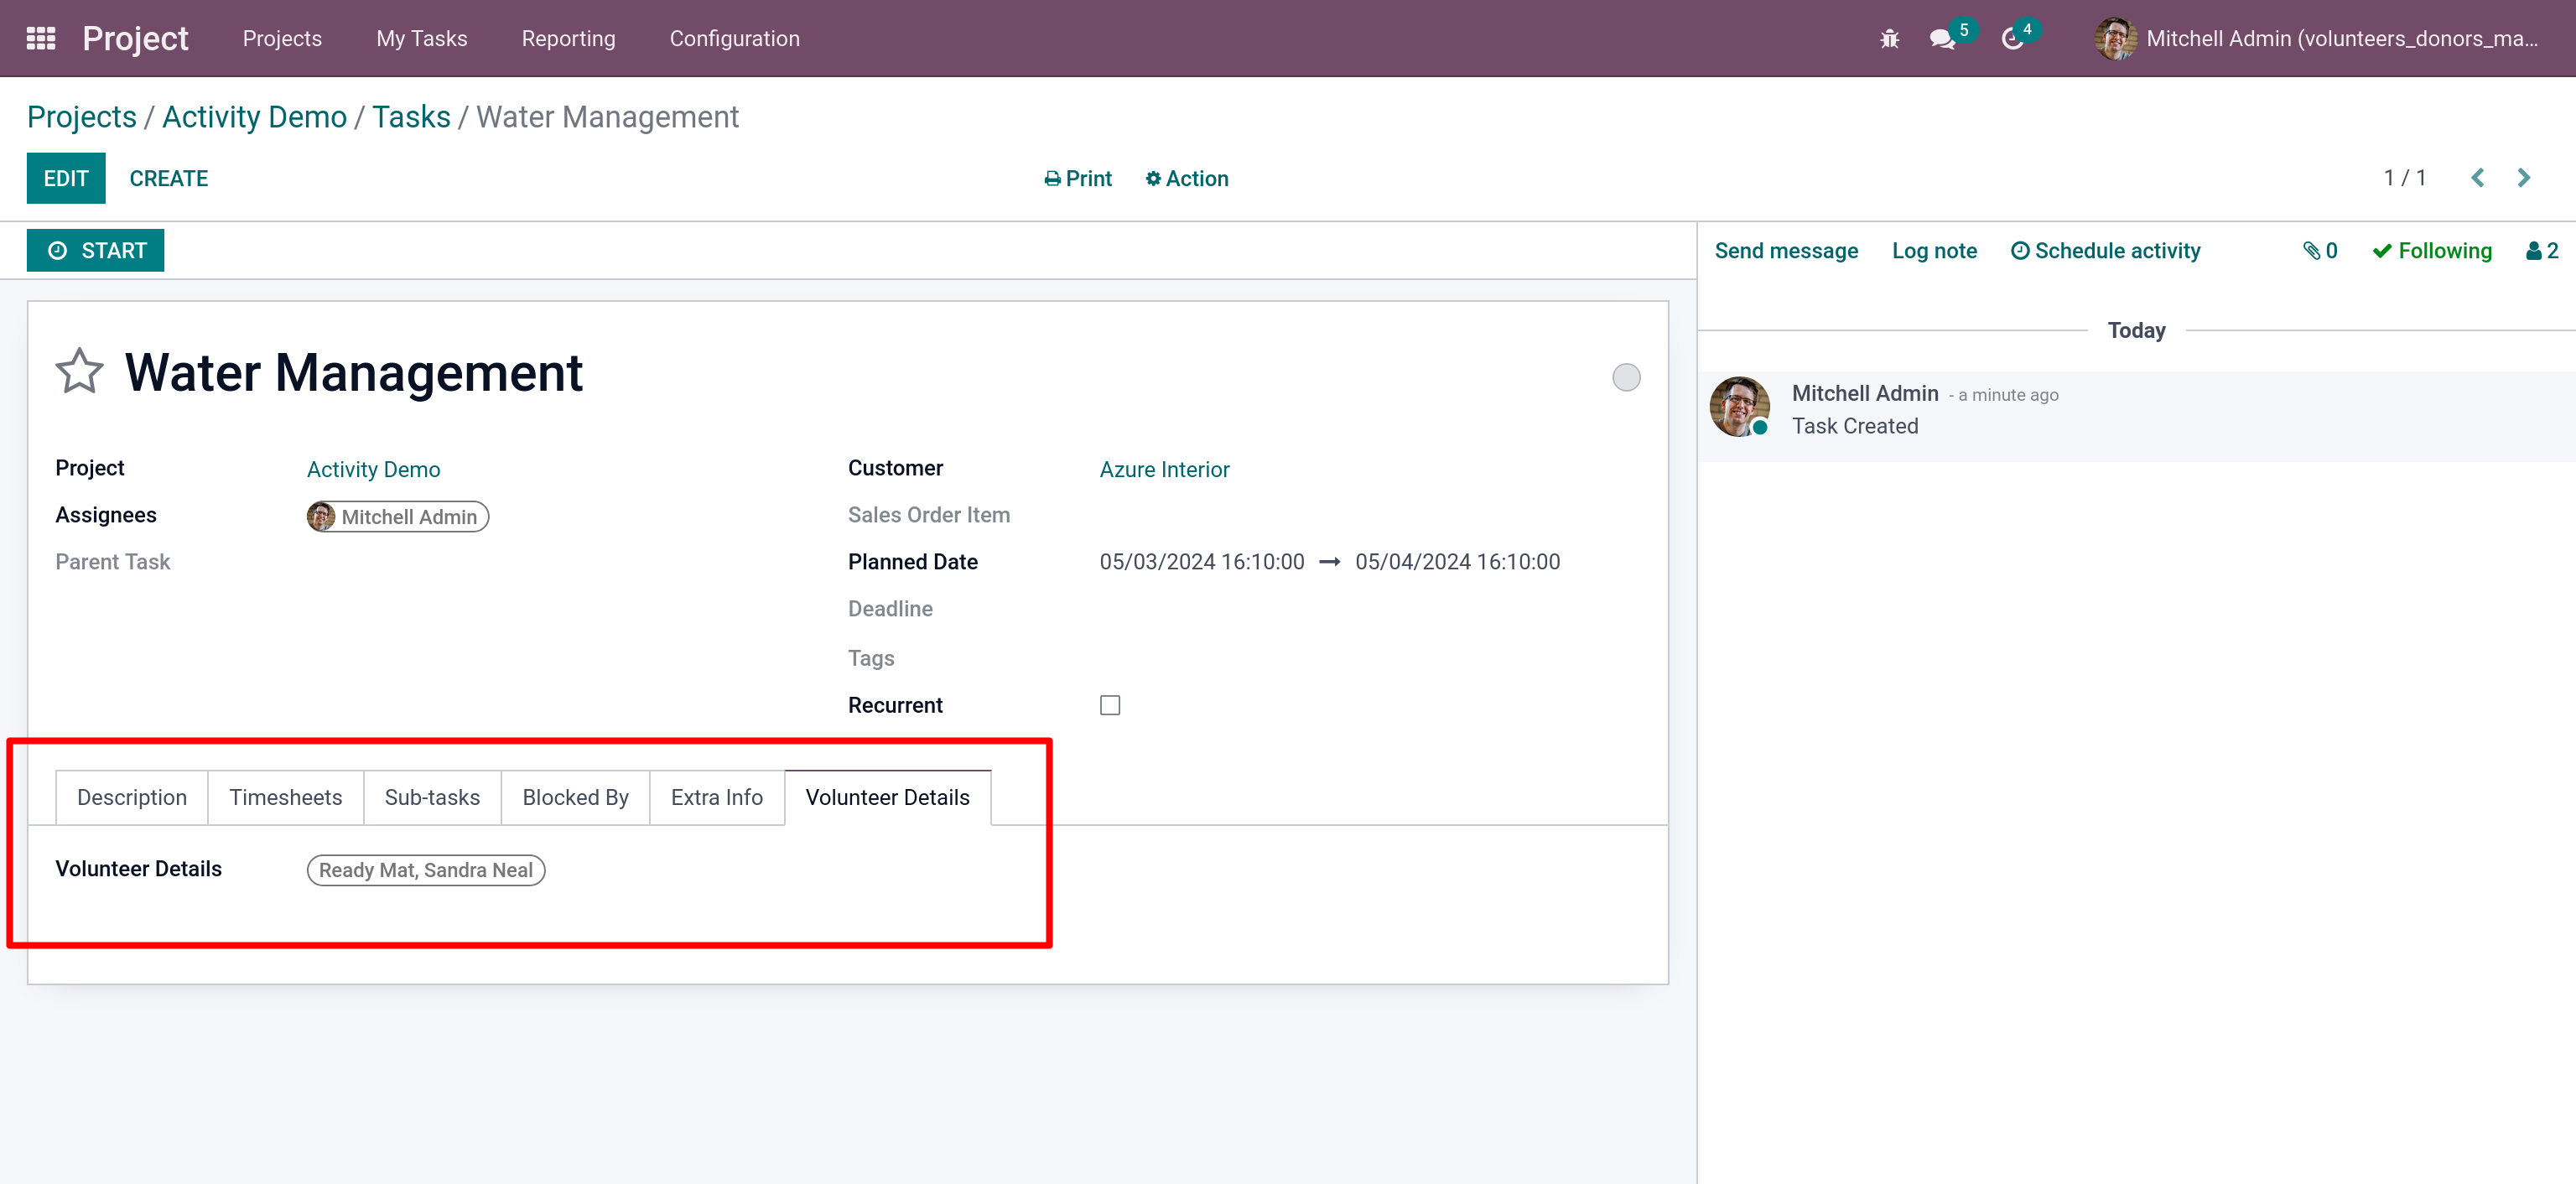 Project Projects My Tasks Reporting Configuration 5 4 Mitchell Admin (volunteers_donors_ma...
Projects / Activity Demo / Tasks / Water Management
EDIT CREATE Print Action 1 / 1
START Send message Log note Schedule activity 0 Following 2
Today
Water Management
Mitchell Admin - a minute ago
Task Created
Project Activity Demo Customer Azure Interior
Assignees Mitchell Admin Sales Order Item
Parent Task Planned Date 05/03/2024 16:10:00 05/04/2024 16:10:00
Deadline
Tags
Recurrent
Description Timesheets Sub-tasks Blocked By Extra Info Volunteer Details
Volunteer Details Ready Mat, Sandra Neal